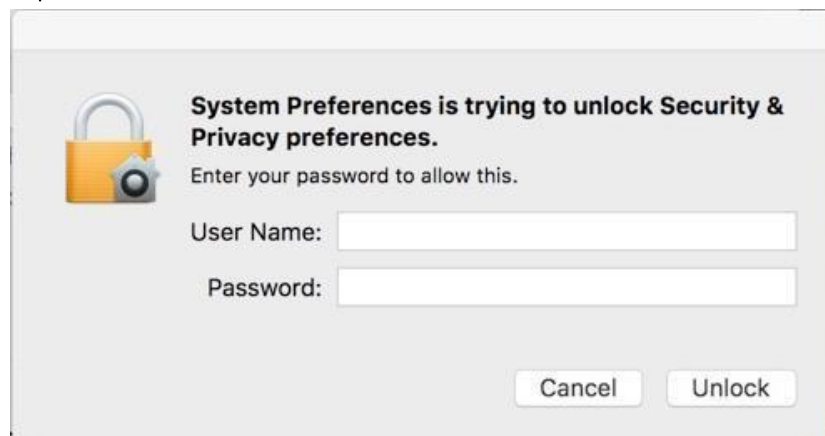 System Preferences is trying to unlock Security &
Privacy preferences.
Enter your password to allow this.
User Name:
Password:
Cancel Unlock